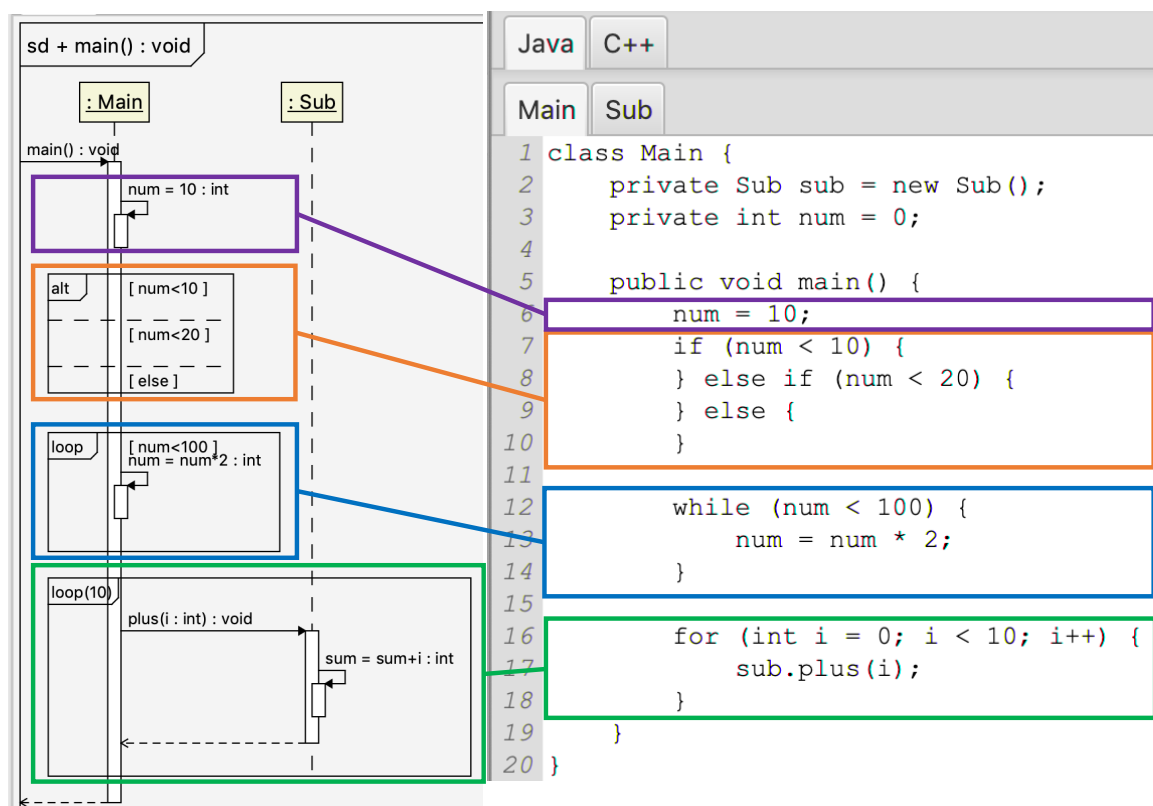 sd + main() : void
: Main
: Sub
main() : void
num = 10 : int
alt
[ num<10 ]
[ num<20 ]
[ else ]
loop
[ num<100 ]
num = num*2 : int
loop(10)
plus(i : int) : void
sum = sum+i : int
Java C++
Main Sub
1 class Main {
2 private Sub sub = new Sub();
3 private int num = 0;
4
5 public void main() {
6 num = 10;
7 if (num < 10) {
8 } else if (num < 20) {
9 } else {
10 }
11
12 while (num < 100) {
13 num = num * 2;
14 }
15
16 for (int i = 0; i < 10; i++) {
17 sub.plus(i);
18 }
19 }
20 }